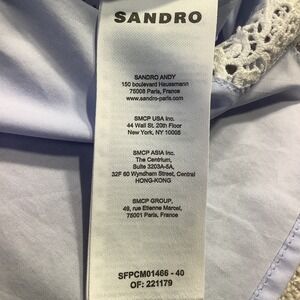 SANDRO
SANDRO ANDY
150 boulevard Haussmann
75008 Paris, France
www.sandro-paris.com
SMCP USA Inc.
44 Wall St. 20th Floor
New York, NY 10005
SMCP ASIA Inc.
The Centrium,
Suite 3203A-5A,
32F 60 Wyndham Street, Central
HONG-KONG
SMCP GROUP,
49, rue Etienne Marcel,
75001 Paris, France
SFPCM01466 - 40
OF: 221179